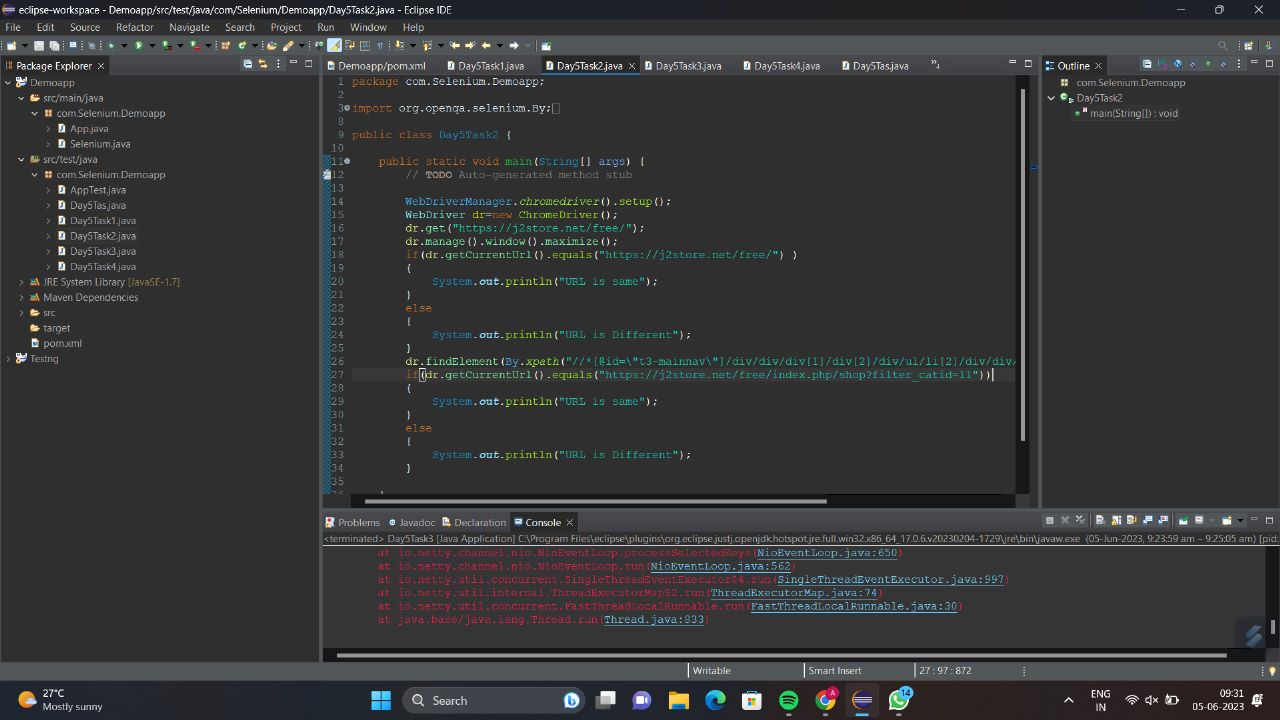 eclipse-workspace - Demoapp/src/test/java/com/Selenium/Demoapp/Day5Task2.java - Eclipse IDE
File Edit Source Refactor Navigate Search Project Run Window Help
Package Explorer
Demoapp/pom.xml Day5Task1.java Day5Task2.java Day5Task3.java Day5Task4.java Day5Tas.java
Outline
Demoapp
src/main/java
com.Selenium.Demoapp
App.java
Selenium.java
src/test/java
com.Selenium.Demoapp
AppTest.java
Day5Tas.java
Day5Task1.java
Day5Task2.java
Day5Task3.java
Day5Task4.java
JRE System Library [JavaSE-1.7]
Maven Dependencies
src
target
pom.xml
Testng
1 package com.Selenium.Demoapp;
2
3 import org.openqa.selenium.By;
8
9 public class Day5Task2 {
10
11 public static void main(String[] args) {
12 // TODO Auto-generated method stub
13
14 WebDriverManager.chromedriver().setup();
15 WebDriver dr=new ChromeDriver();
16 dr.get("https://j2store.net/free/");
17 dr.manage().window().maximize();
18 if(dr.getCurrentUrl().equals("https://j2store.net/free/") )
19 {
20 System.out.println("URL is same");
21 }
22 else
23 {
24 System.out.println("URL is Different");
25 }
26 dr.findElement(By.xpath("//*[@id=\"t3-mainnav\"]/div/div/div[1]/div[2]/div/ul/li[2]/div/div/
27 if(dr.getCurrentUrl().equals("https://j2store.net/free/index.php/shop?filter_catid=11"))
28 {
29 System.out.println("URL is same");
30 }
31 else
32 {
33 System.out.println("URL is Different");
34 }
35
com.Selenium.Demoapp
Day5Task2
main(String[]) : void
Problems Javadoc Declaration Console
<terminated> Day5Task3 [Java Application] C:\Program Files\eclipse\plugins\org.eclipse.justj.openjdk.hotspot.jre.full.win32.x86_64_17.0.6.v20230204-1729\jre\bin\javaw.exe (05-Jun-2023, 9:23:59 am – 9:25:05 am) [pid:
at io.netty.channel.nio.NioEventLoop.processSelectedKeys(NioEventLoop.java:650)
at io.netty.channel.nio.NioEventLoop.run(NioEventLoop.java:562)
at io.netty.util.concurrent.SingleThreadEventExecutor$4.run(SingleThreadEventExecutor.java:997)
at io.netty.util.internal.ThreadExecutorMap$2.run(ThreadExecutorMap.java:74)
at io.netty.util.concurrent.FastThreadLocalRunnable.run(FastThreadLocalRunnable.java:30)
at java.base/java.lang.Thread.run(Thread.java:833)
Writable Smart Insert 27 : 97 : 872
27°C
Mostly sunny
Search
14
ENG
IN
09:31
05-06-2023